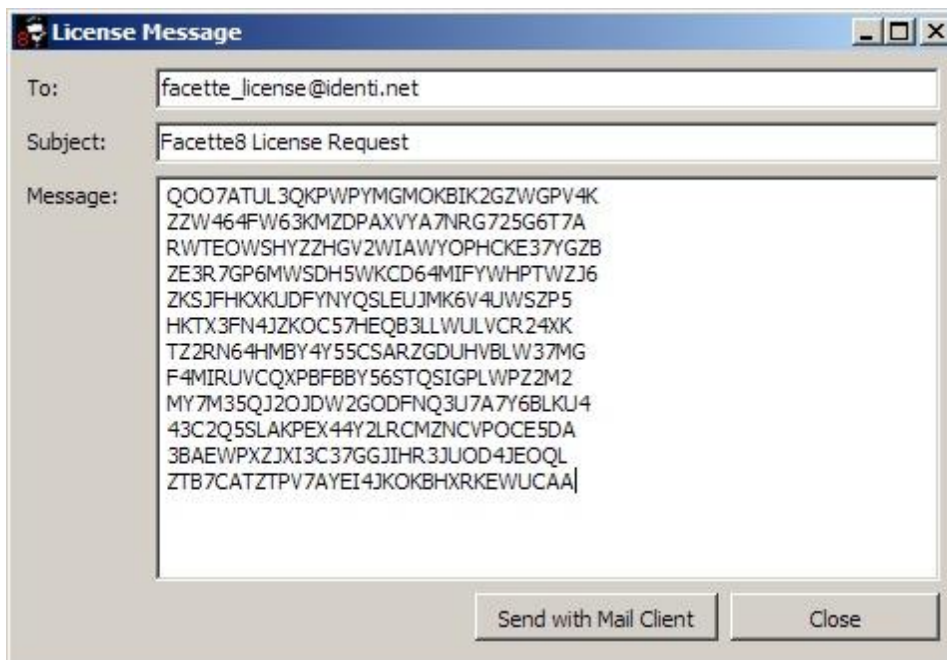 License Message
To:
facette_license@identi.net
Subject:
Facette8 License Request
Message:
QOO7ATUL3QKPWPYMGMOKBIK2GZWGPV4K
ZZW464FW63KMZDPAXVYA7NRG725G6T7A
RWTEOWSHYZZHGV2WIAWYOPHCKE37YGZB
ZE3R7GP6MWSDH5WKCD64MIFYWHPTWZJ6
ZKSJFHKXKUDFYNYQSLEUJMK6V4UWSZP5
HKTX3FN4JZKOC57HEQB3LLWULVCR24XK
TZ2RN64HMBY4Y55CSARZGDUHVBLW37MG
F4MIRUVCQXPBFBBY56STQSIGPLWPZ2M2
MY7M35QJ2OJDW2GODFNQ3U7A7Y6BLKU4
43C2Q5SLAKPEX44Y2LRCMZNCVPOCE5DA
3BAEWPXZJXI3C37GGJIHR3JUOD4JEOQL
ZTB7CATZTPV7AYEI4JKOKBHXRKEWUCAA
Send with Mail Client
Close